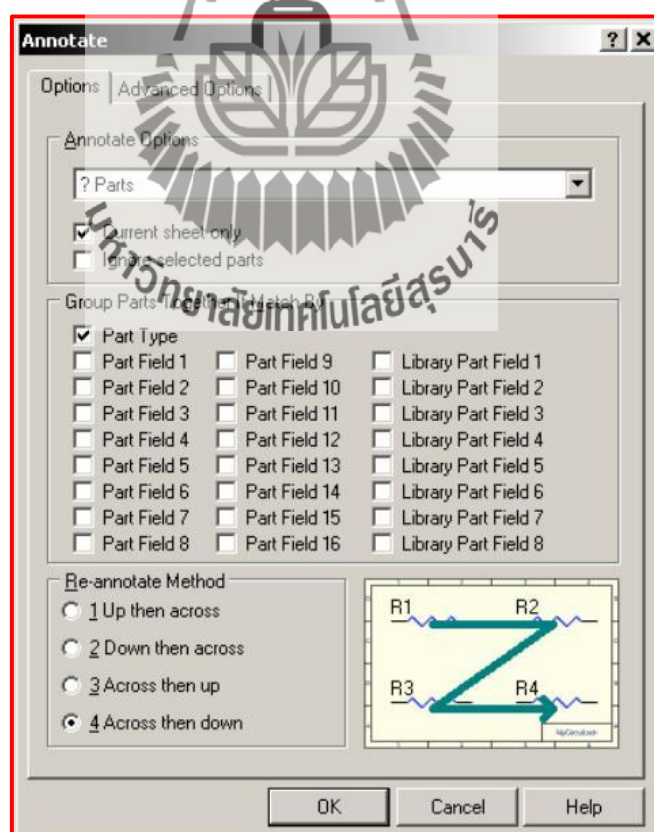 Annotate
Options Advanced Options
Annotate Options
? Parts
Current sheet only
Ignore selected parts
มหาวิทยาลัยเทคโนโลยีสุรนาร
Group Parts Together If Match By
Part Type
Part Field 1 Part Field 9 Library Part Field 1
Part Field 2 Part Field 10 Library Part Field 2
Part Field 3 Part Field 11 Library Part Field 3
Part Field 4 Part Field 12 Library Part Field 4
Part Field 5 Part Field 13 Library Part Field 5
Part Field 6 Part Field 14 Library Part Field 6
Part Field 7 Part Field 15 Library Part Field 7
Part Field 8 Part Field 16 Library Part Field 8
Re-annotate Method
1 Up then across
2 Down then across
3 Across then up
4 Across then down
R1 R2
R3 R4
OK Cancel Help